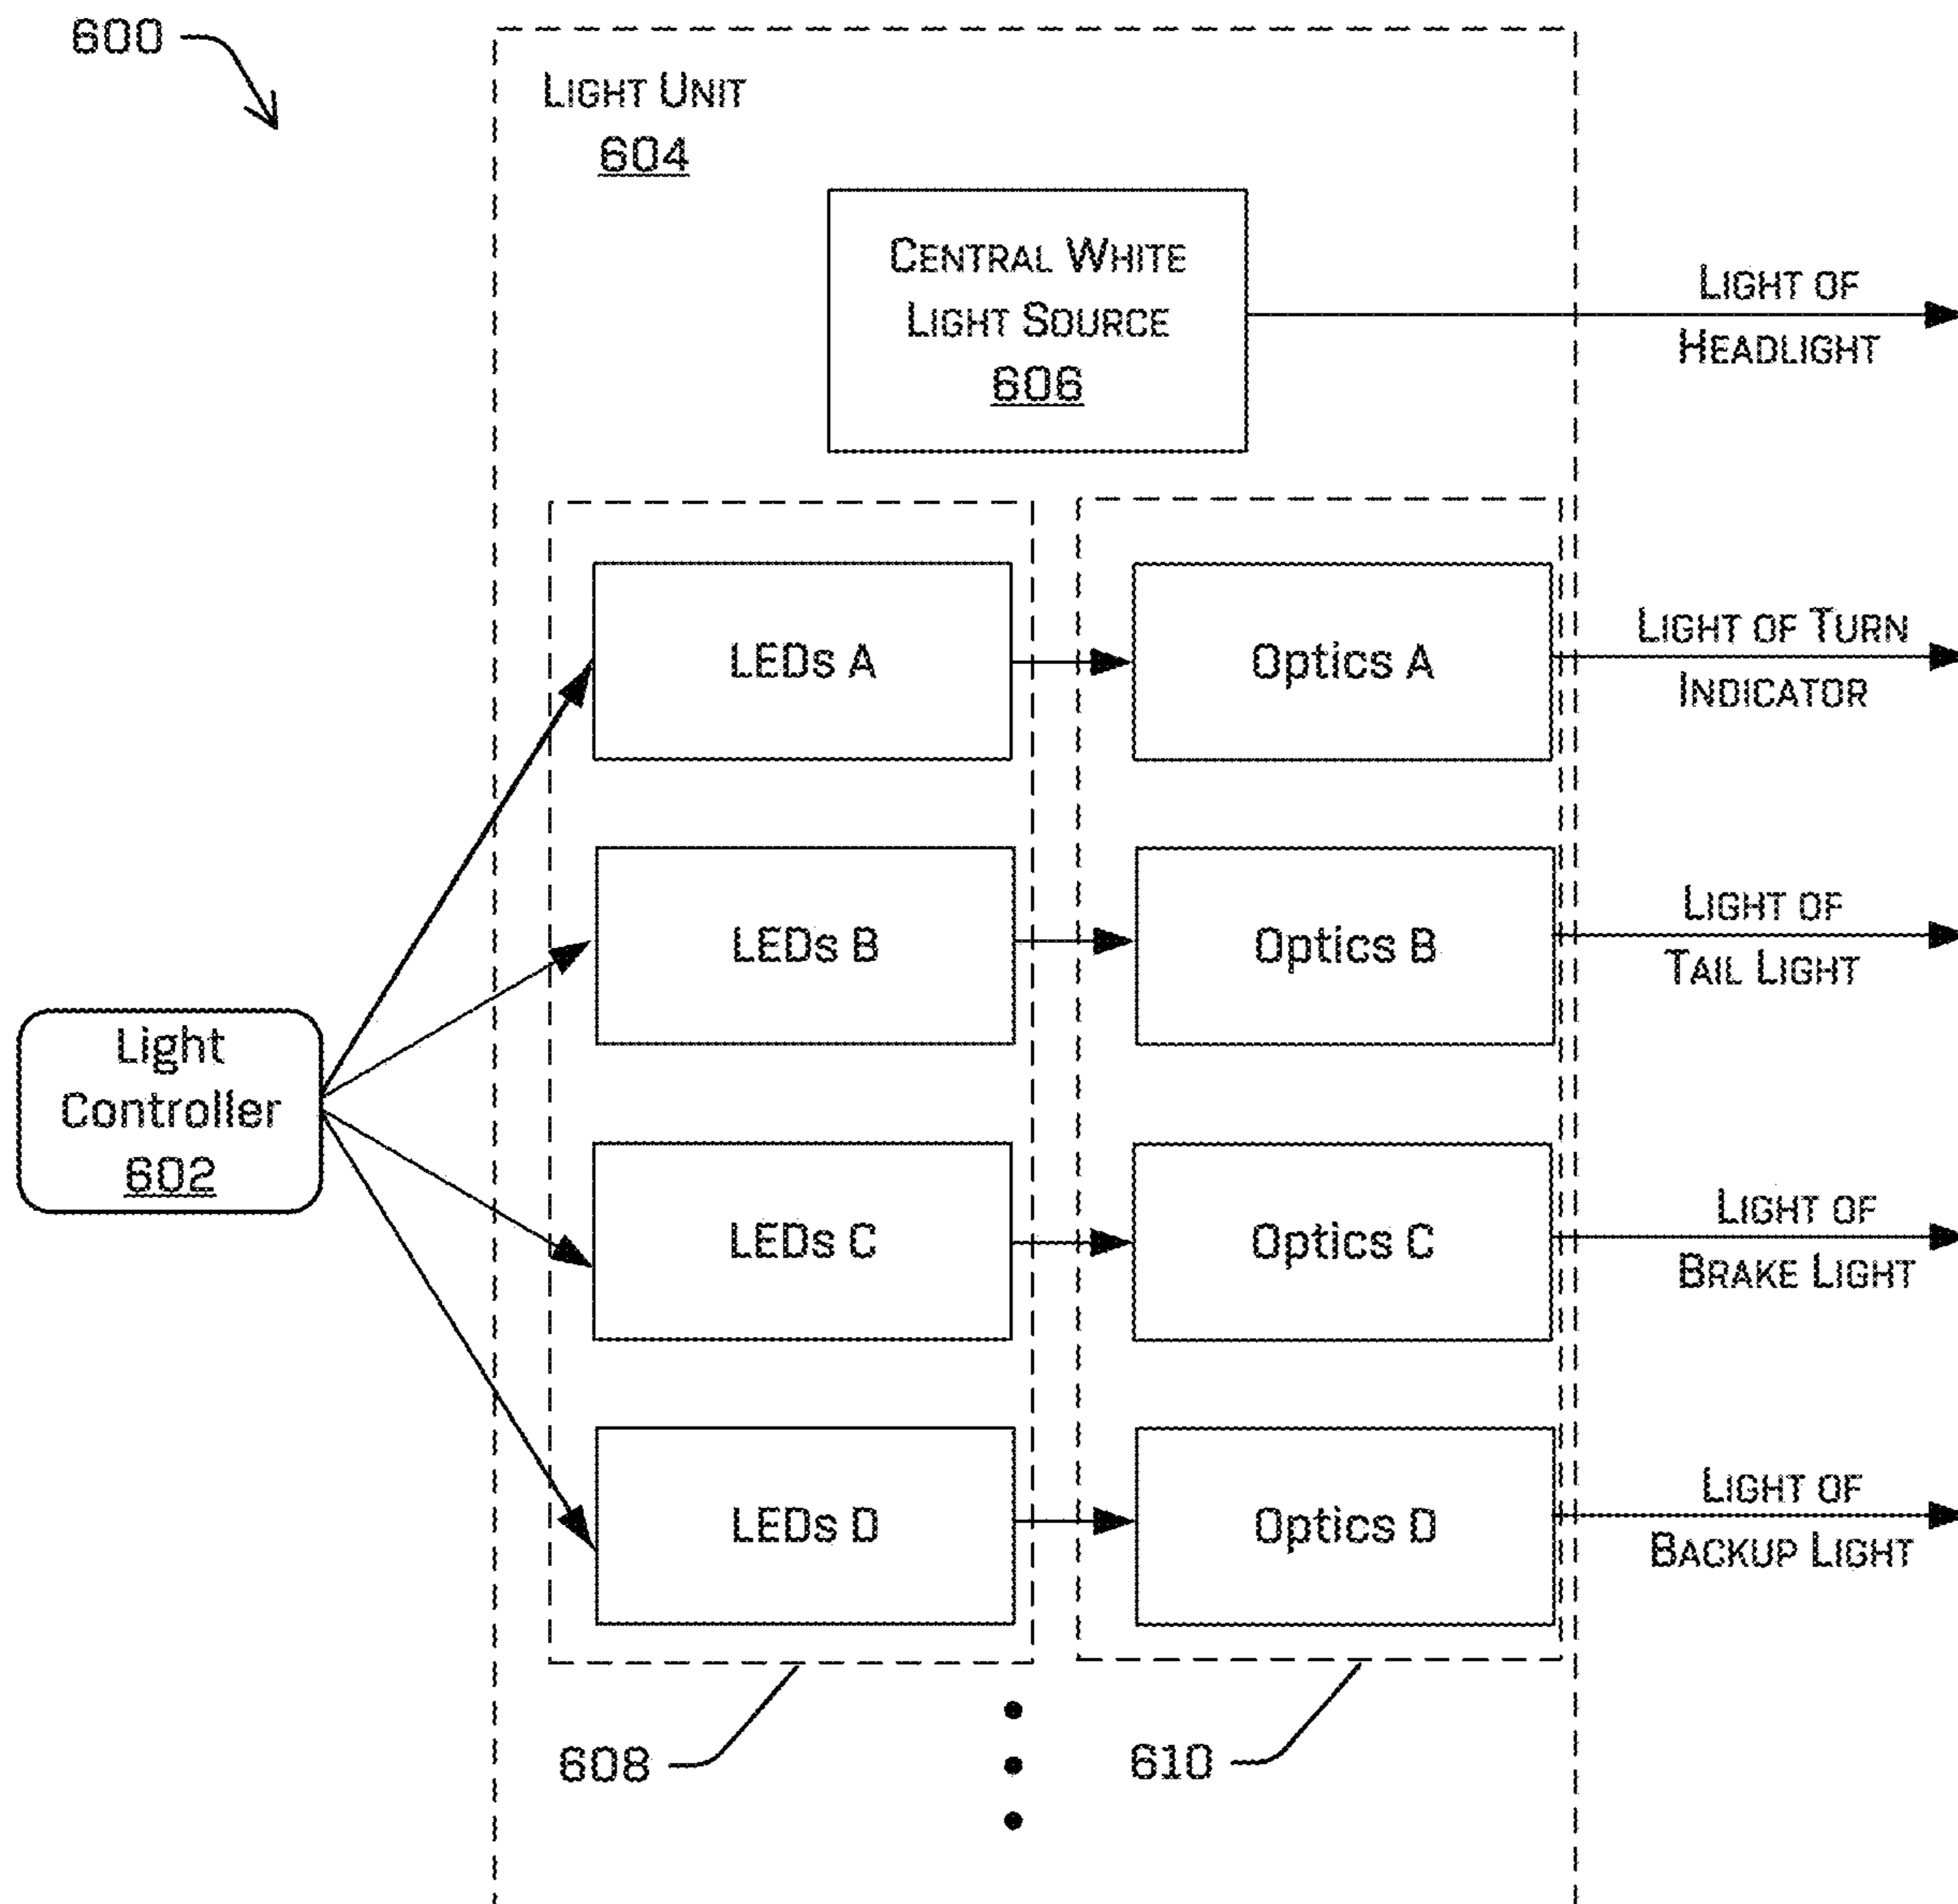 600
LIGHT UNIT
604
CENTRAL WHITE
LIGHT SOURCE
606
LIGHT OF
HEADLIGHT
LEDs A
Optics A
LIGHT OF TURN
INDICATOR
LEDs B
Optics B
LIGHT OF
TAIL LIGHT
Light
Controller
602
LEDs C
Optics C
LIGHT OF
BRAKE LIGHT
LEDs D
Optics D
LIGHT OF
BACKUP LIGHT
608
610